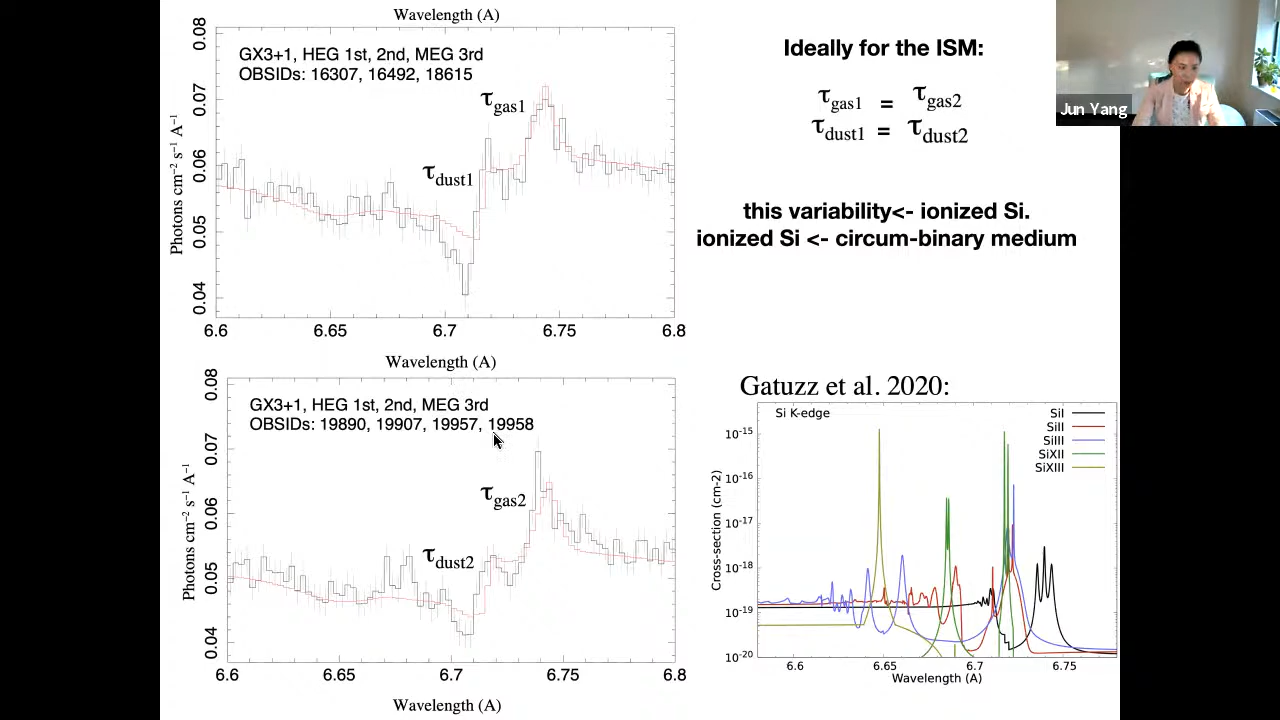 Wavelength (A)
0.08
GX3+1, HEG 1st, 2nd, MEG 3rd
OBSIDs: 16307, 16492, 18615
τgas1
0.07
τdust1
0.06
0.05
0.04
Photons cm⁻² s⁻¹ A⁻¹
6.6 6.65 6.7 6.75 6.8
Wavelength (A)
0.08
GX3+1, HEG 1st, 2nd, MEG 3rd
OBSIDs: 19890, 19907, 19957, 19958
0.07
τgas2
0.06
τdust2
0.05
0.04
Photons cm⁻² s⁻¹ A⁻¹
6.6 6.65 6.7 6.75 6.8
Wavelength (A)
Ideally for the ISM:
τgas1 = τgas2
τdust1 = τdust2
this variability<- ionized Si.
ionized Si <- circum-binary medium
Gatuzz et al. 2020:
Si K-edge
SiI
SiII
SiIII
SiXII
SiXIII
10⁻¹⁵
10⁻¹⁶
10⁻¹⁷
10⁻¹⁸
10⁻¹⁹
10⁻²⁰
Cross-section (cm-2)
6.6 6.65 6.7 6.75
Wavelength (A)
Jun Yang